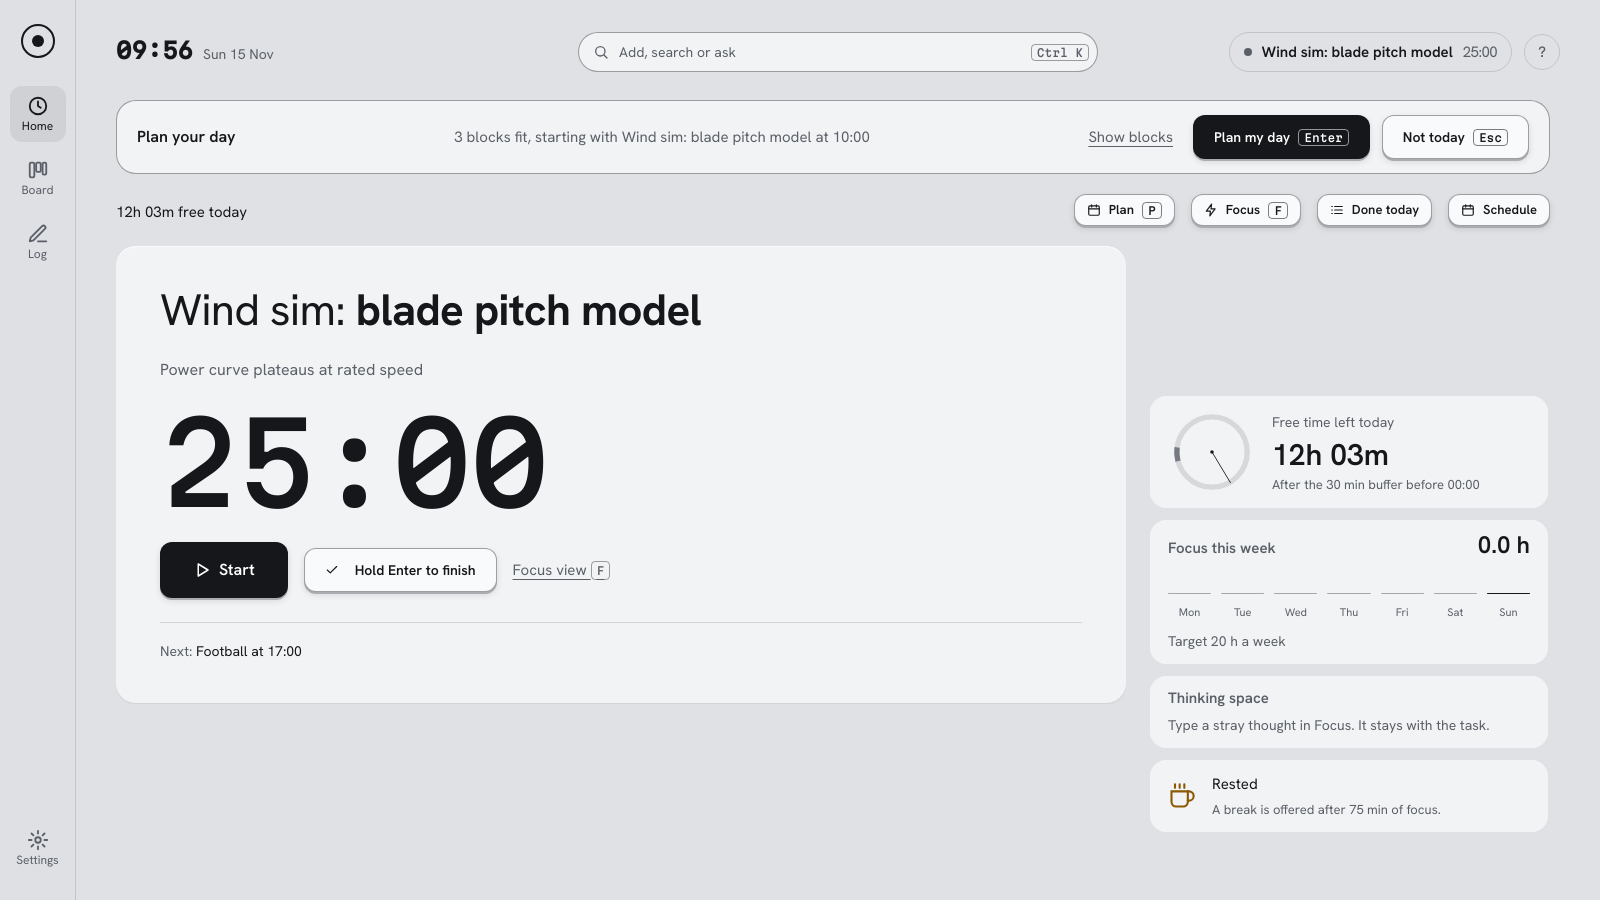 09:56 Sun 15 Nov
Add, search or ask Ctrl K
Wind sim: blade pitch model 25:00
?
Home
Board
Log
Settings
Plan your day
3 blocks fit, starting with Wind sim: blade pitch model at 10:00
Show blocks
Plan my day Enter
Not today Esc
12h 03m free today
Plan P
Focus F
Done today
Schedule
Wind sim: blade pitch model
Power curve plateaus at rated speed
25:00
Start
Hold Enter to finish
Focus view F
Next: Football at 17:00
Free time left today
12h 03m
After the 30 min buffer before 00:00
Focus this week 0.0 h
Mon Tue Wed Thu Fri Sat Sun
Target 20 h a week
Thinking space
Type a stray thought in Focus. It stays with the task.
Rested
A break is offered after 75 min of focus.